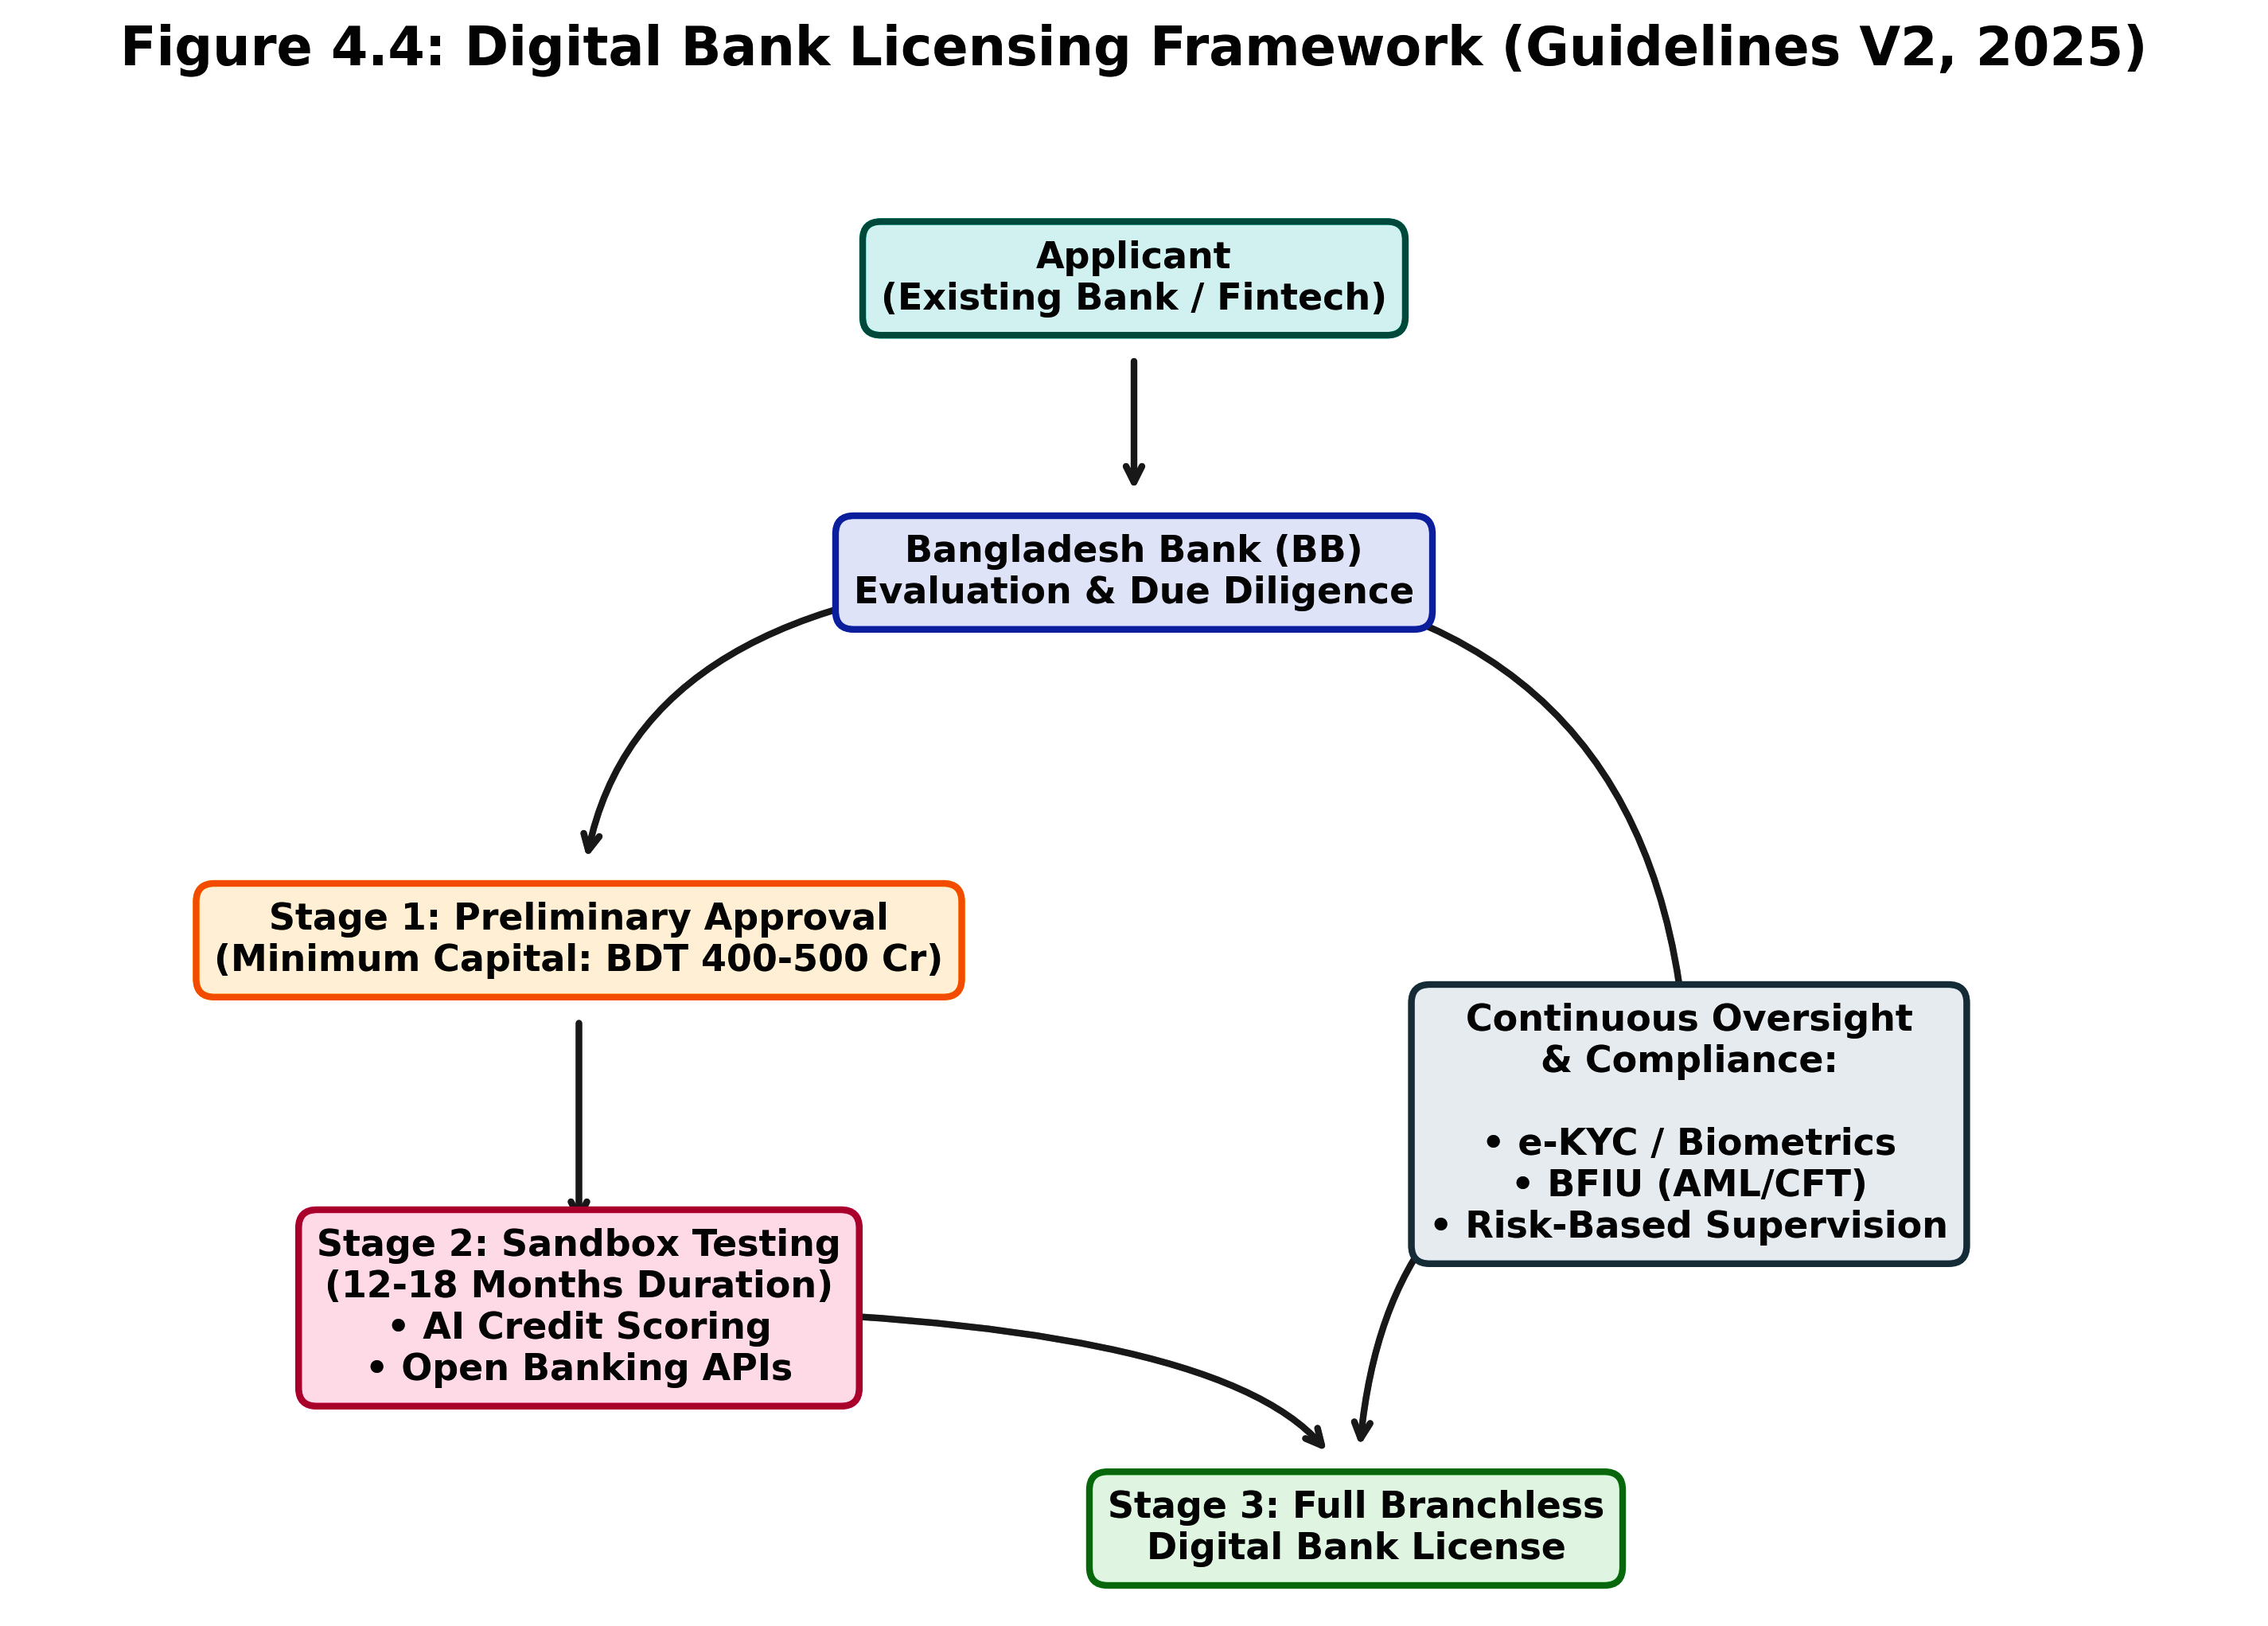 Figure 4.4: Digital Bank Licensing Framework (Guidelines V2, 2025)
Applicant
(Existing Bank / Fintech)
Bangladesh Bank (BB)
Evaluation & Due Diligence
Stage 1: Preliminary Approval
(Minimum Capital: BDT 400-500 Cr)
Continuous Oversight
& Compliance:
• e-KYC / Biometrics
• BFIU (AML/CFT)
• Risk-Based Supervision
Stage 2: Sandbox Testing
(12-18 Months Duration)
• AI Credit Scoring
• Open Banking APIs
Stage 3: Full Branchless
Digital Bank License